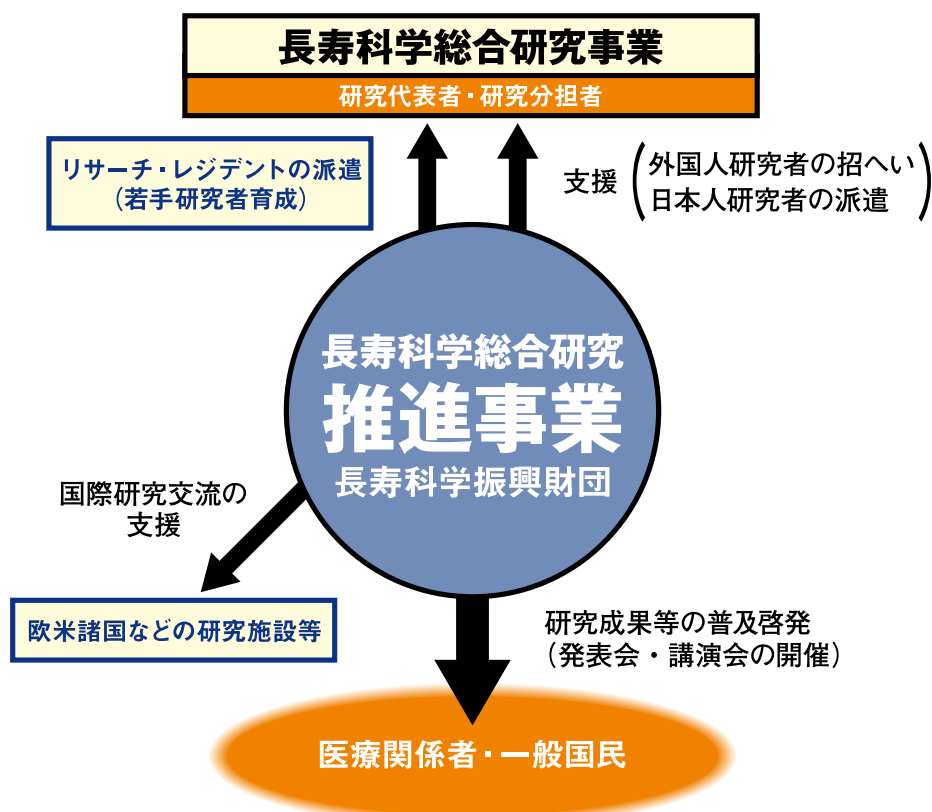 長寿科学総合研究事業
研究代表者・研究分担者
リサーチ・レジデントの派遣
（若手研究者育成）
支援（外国人研究者の招へい
日本人研究者の派遣）
長寿科学総合研究
推進事業
長寿科学振興財団
国際研究交流の
支援
欧米諸国などの研究施設等
研究成果等の普及啓発
（発表会・講演会の開催）
医療関係者・一般国民